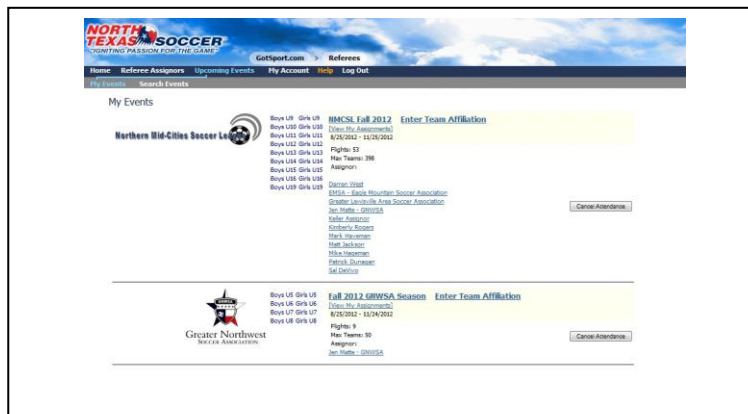 NORTH
TEXAS SOCCER
"IGNITING PASSION FOR THE GAME"
GotSport.com > Referees
Home Referee Assignors Upcoming Events My Account Help Log Out
My Events Search Events
My Events
Northern Mid-Cities Soccer League
Boys U9 Girls U9
Boys U10 Girls U10
Boys U11 Girls U11
Boys U12 Girls U12
Boys U13 Girls U13
Boys U14 Girls U14
Boys U15 Girls U15
Boys U16 Girls U16
Boys U19 Girls U19
NMCSL Fall 2012 Enter Team Affiliation
[View My Assignments]
8/25/2012 - 11/25/2012
Flights: 53
Max Teams: 396
Assignor:
Darren West
EMSA - Eagle Mountain Soccer Association
Greater Lewisville Area Soccer Association
Jen Matte - GNWSA
Keller Assignor
Kimberly Rogers
Mark Haveman
Matt Jackson
Mike Hageman
Patrick Dunagan
Sal DeVivo
Cancel Attendance
GNWSA
Greater Northwest
Soccer Association
Boys U5 Girls U5
Boys U6 Girls U6
Boys U7 Girls U7
Boys U8 Girls U8
Fall 2012 GNWSA Season Enter Team Affiliation
[View My Assignments]
8/25/2012 - 11/24/2012
Flights: 9
Max Teams: 50
Assignor:
Jen Matte - GNWSA
Cancel Attendance